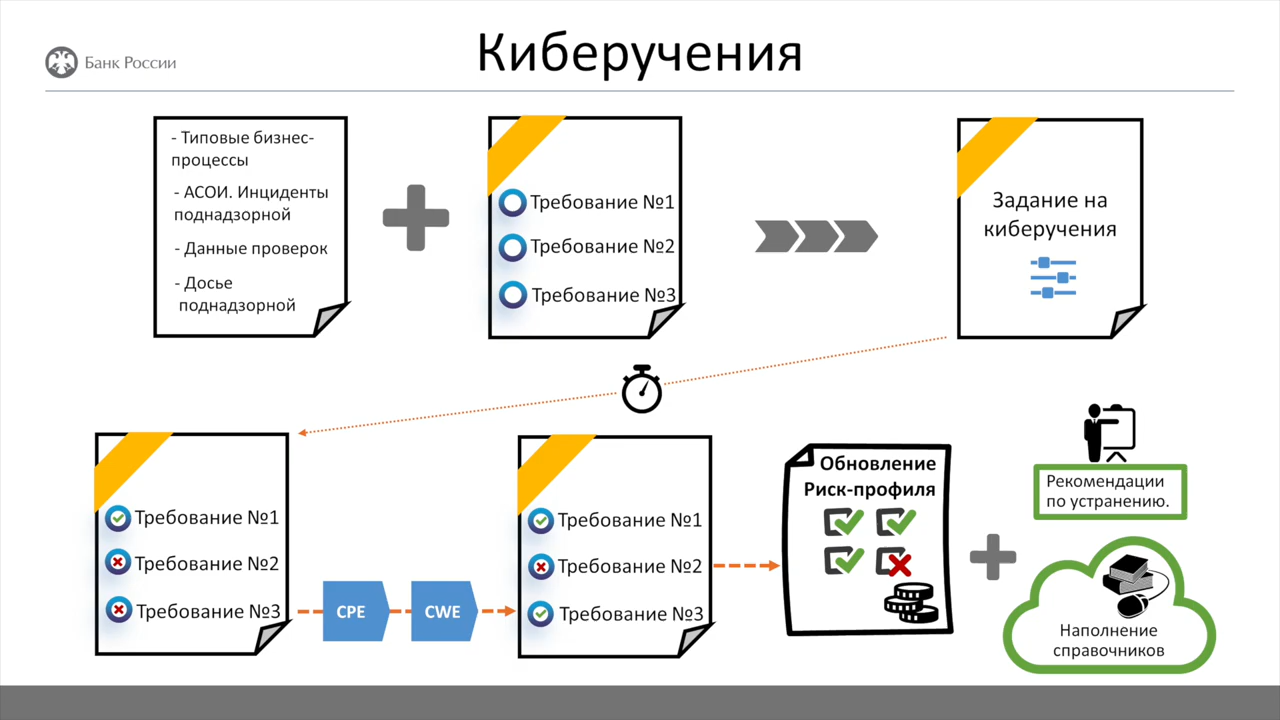 Банк России
Киберучения
- Типовые бизнес-
процессы
- АСОИ. Инциденты
поднадзорной
- Данные проверок
- Досье
поднадзорной
Требование №1
Требование №2
Требование №3
Задание на
киберучения
Требование №1
Требование №2
Требование №3
CPE
CWE
Требование №1
Требование №2
Требование №3
Обновление
Риск-профиля
Рекомендации
по устранению.
Наполнение
справочников